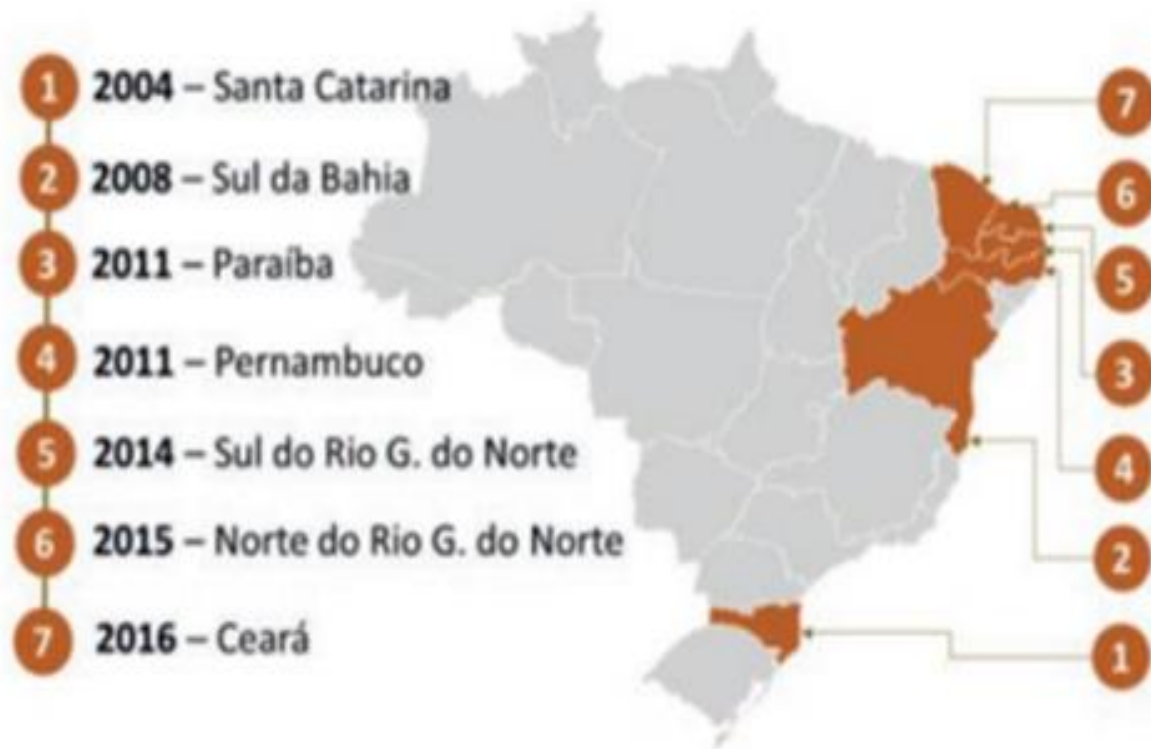 1 2004 – Santa Catarina
2 2008 – Sul da Bahia
3 2011 – Paraíba
4 2011 – Pernambuco
5 2014 – Sul do Rio G. do Norte
6 2015 – Norte do Rio G. do Norte
7 2016 – Ceará
7
6
5
3
4
2
1